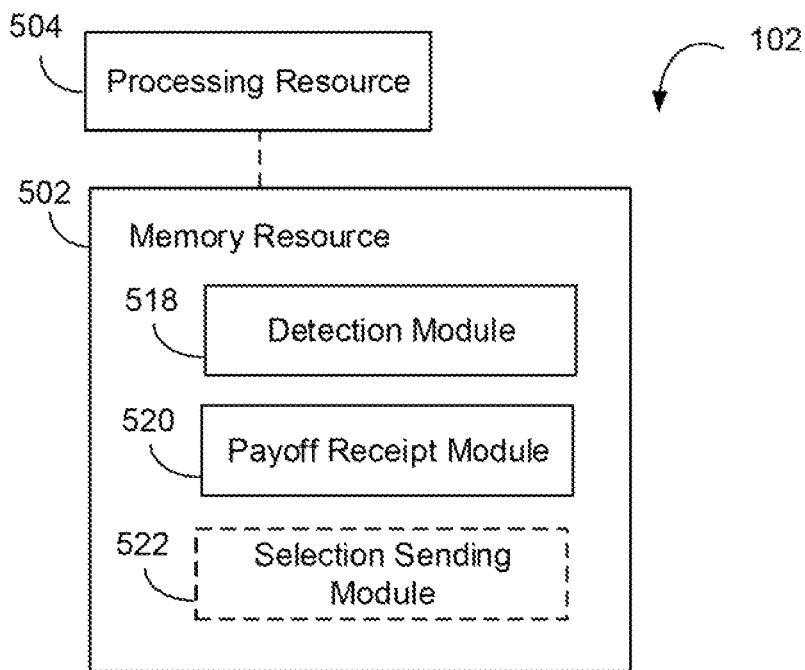 504
102
Processing Resource
502
Memory Resource
518
Detection Module
520
Payoff Receipt Module
522
Selection Sending
Module